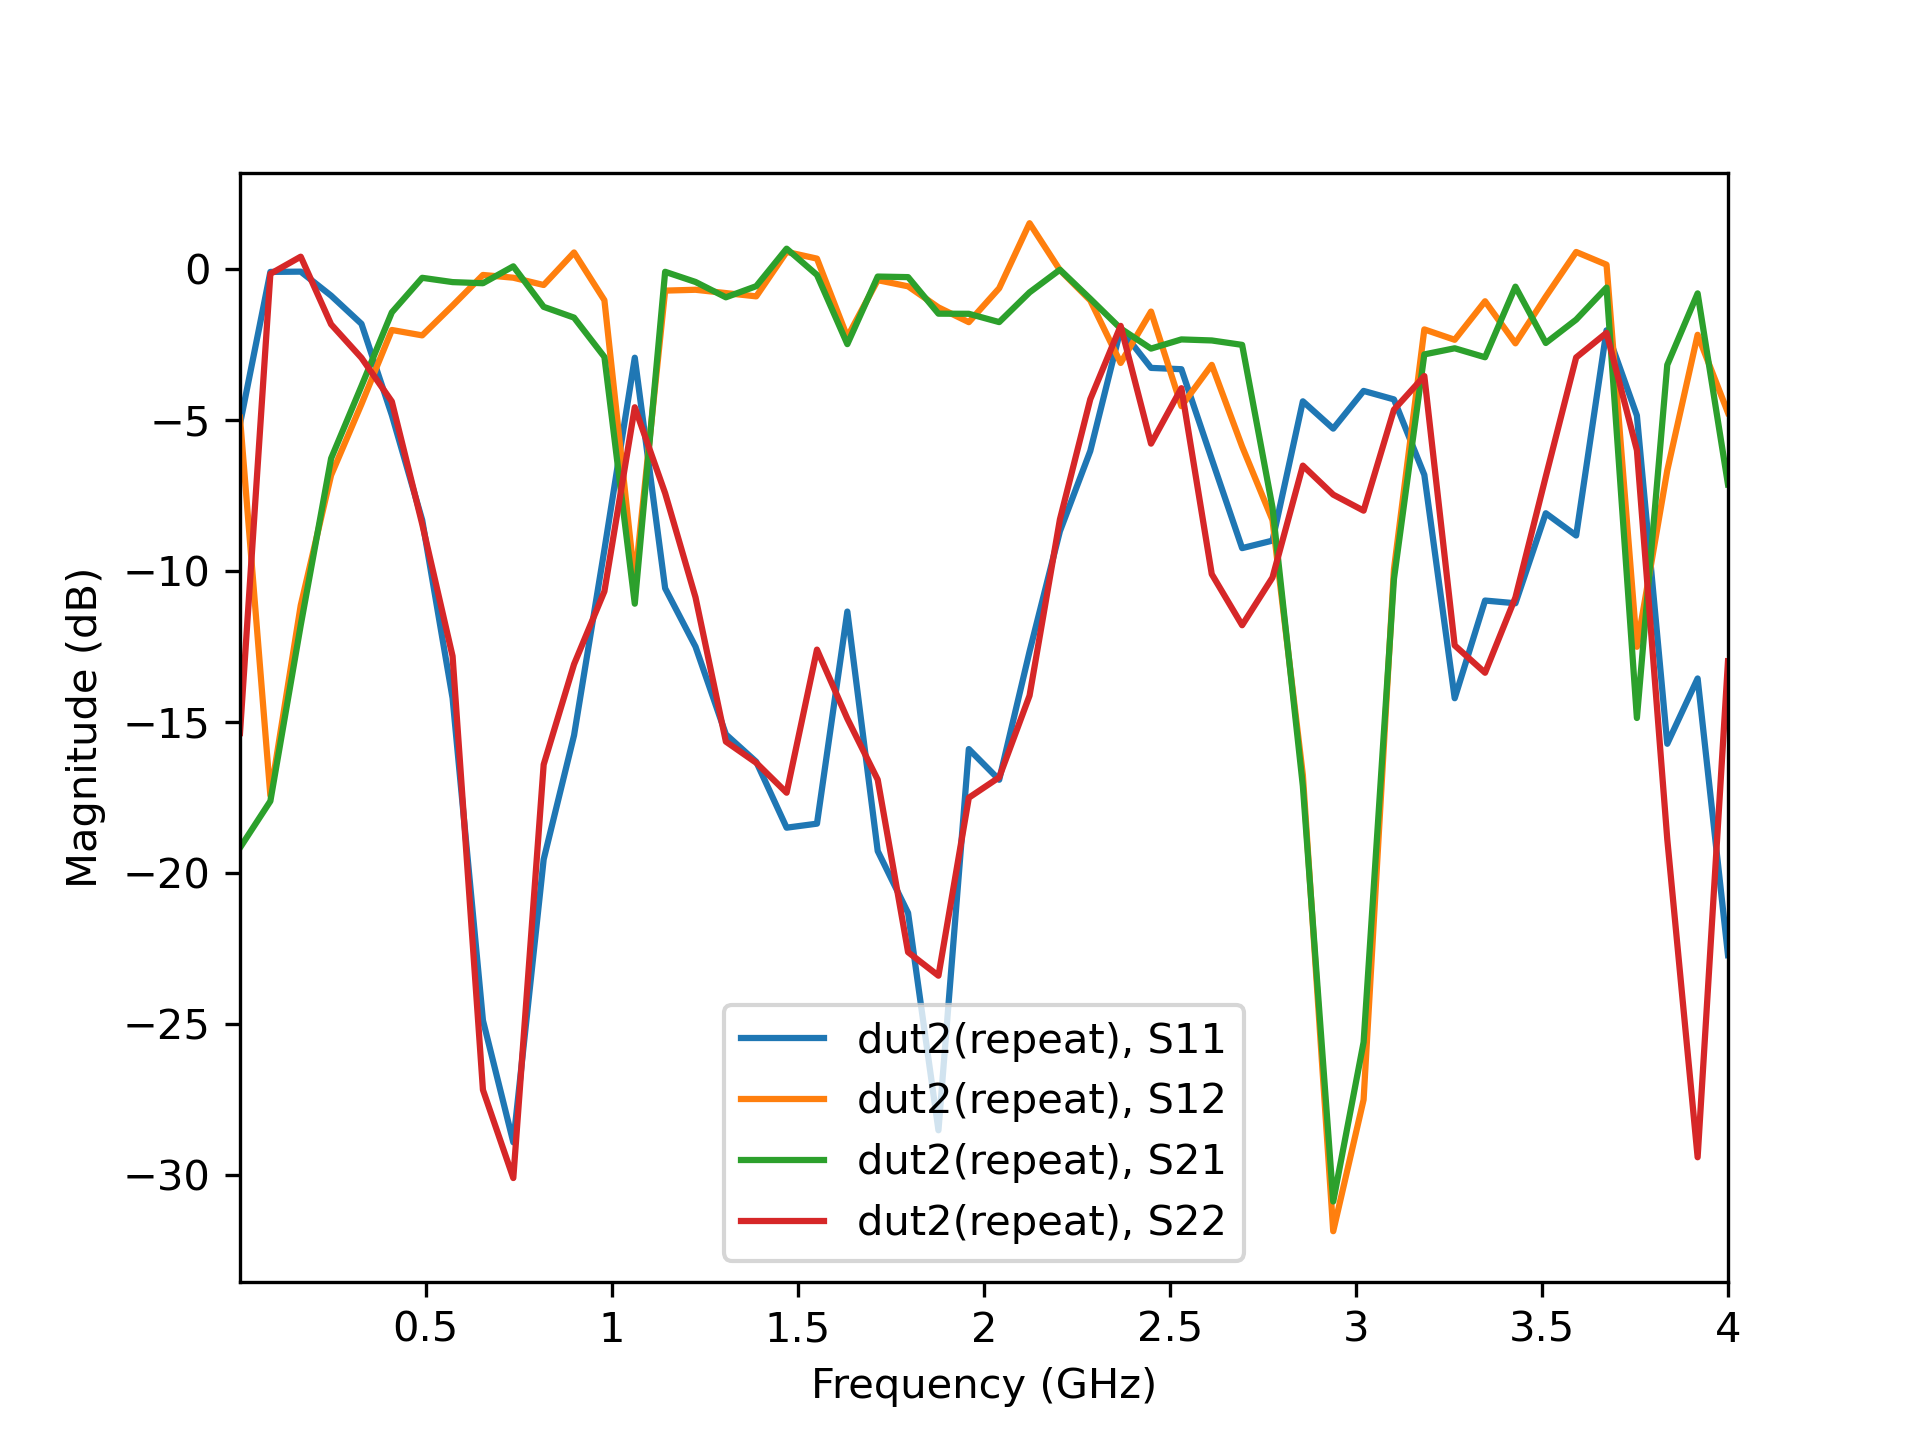 0
−5
−10
−15
−20
−25
−30
Magnitude (dB)
dut2(repeat), S11
dut2(repeat), S12
dut2(repeat), S21
dut2(repeat), S22
0.5 1 1.5 2 2.5 3 3.5 4
Frequency (GHz)